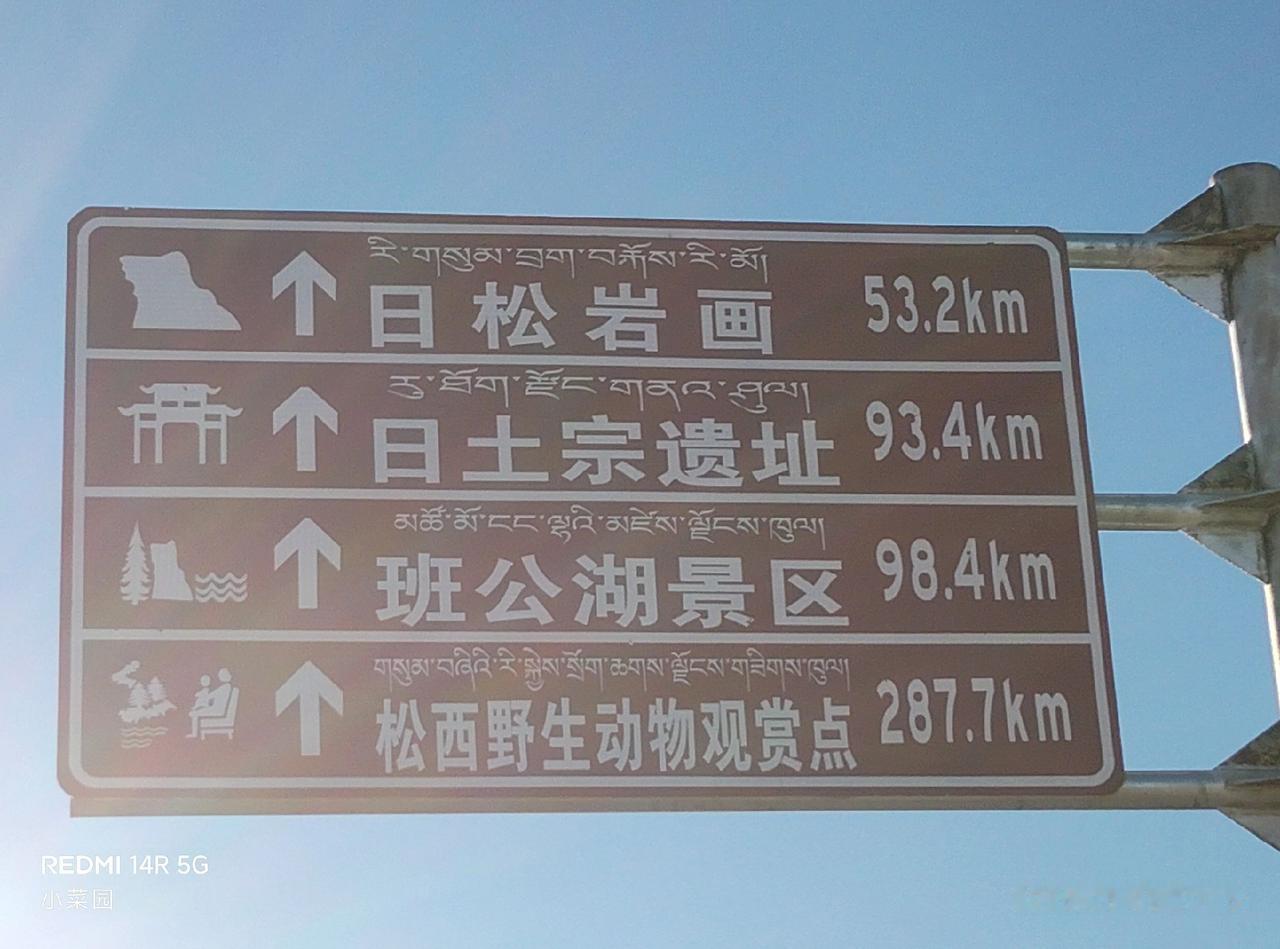 རི་གསུམ་བྲག་བརྐོས་རི་མོ།
日松岩画 53.2km
རུ་ཐོག་རྫོང་གནའ་ཤུལ།
日土宗遗址 93.4km
མཚོ་མོ་ངང་ལྷའི་མཛེས་ལྗོངས་ཁུལ།
班公湖景区 98.4km
གསུམ་བཞིའི་རི་སྐྱེས་སྲོག་ཆགས་ལྗོངས་གཟིགས་ཁུལ།
松西野生动物观赏点 287.7km
REDMI 14R 5G
小菜园